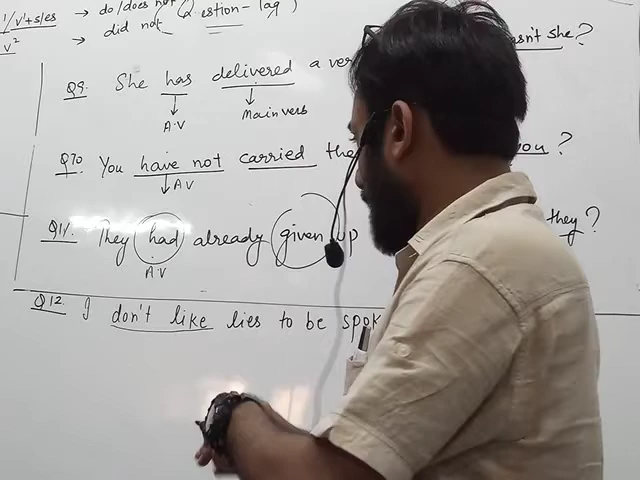 1/v¹+s/es → do/does not (Question-tag)
v² → did not
Q9. She has delivered a ver asn't she?
A.V Main verb
Q10 You have not carried the you ?
AV
Q11. They had already given up they?
A.V
Q12. I don't like lies to be spok